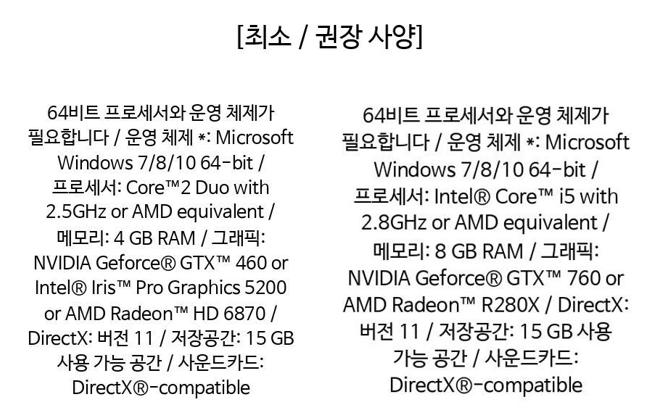 [최소 / 권장 사양]
64비트 프로세서와 운영 체제가
필요합니다 / 운영 체제 *: Microsoft
Windows 7/8/10 64-bit /
프로세서: Core™2 Duo with
2.5GHz or AMD equivalent /
메모리: 4 GB RAM / 그래픽:
NVIDIA Geforce® GTX™ 460 or
Intel® Iris™ Pro Graphics 5200
or AMD Radeon™ HD 6870 /
DirectX: 버전 11 / 저장공간: 15 GB
사용 가능 공간 / 사운드카드:
DirectX®-compatible
64비트 프로세서와 운영 체제가
필요합니다 / 운영 체제 *: Microsoft
Windows 7/8/10 64-bit /
프로세서: Intel® Core™ i5 with
2.8GHz or AMD equivalent /
메모리: 8 GB RAM / 그래픽:
NVIDIA Geforce® GTX™ 760 or
AMD Radeon™ R280X / DirectX:
버전 11 / 저장공간: 15 GB 사용
가능 공간 / 사운드카드:
DirectX®-compatible